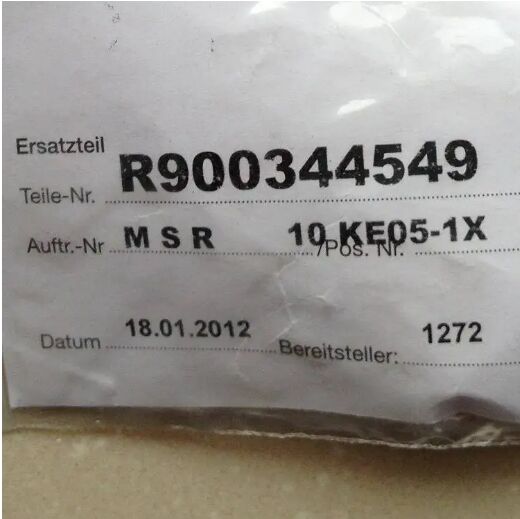 Ersatzteil
Teile-Nr. R900344549
Auftr.-Nr M S R 10 KE05-1X
/Pos. Nr.
Datum 18.01.2012 Bereitsteller: 1272